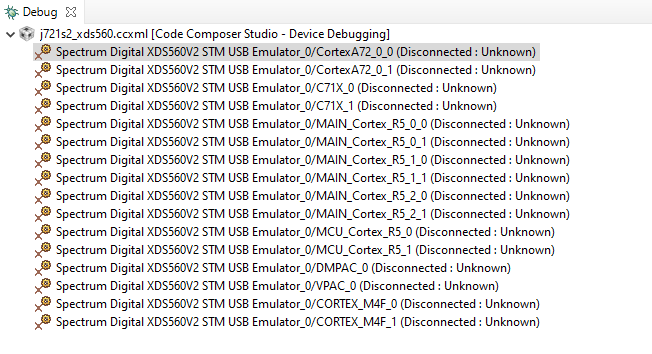 Debug
j721s2_xds560.ccxml [Code Composer Studio - Device Debugging]
Spectrum Digital XDS560V2 STM USB Emulator_0/CortexA72_0_0 (Disconnected : Unknown)
Spectrum Digital XDS560V2 STM USB Emulator_0/CortexA72_0_1 (Disconnected : Unknown)
Spectrum Digital XDS560V2 STM USB Emulator_0/C71X_0 (Disconnected : Unknown)
Spectrum Digital XDS560V2 STM USB Emulator_0/C71X_1 (Disconnected : Unknown)
Spectrum Digital XDS560V2 STM USB Emulator_0/MAIN_Cortex_R5_0_0 (Disconnected : Unknown)
Spectrum Digital XDS560V2 STM USB Emulator_0/MAIN_Cortex_R5_0_1 (Disconnected : Unknown)
Spectrum Digital XDS560V2 STM USB Emulator_0/MAIN_Cortex_R5_1_0 (Disconnected : Unknown)
Spectrum Digital XDS560V2 STM USB Emulator_0/MAIN_Cortex_R5_1_1 (Disconnected : Unknown)
Spectrum Digital XDS560V2 STM USB Emulator_0/MAIN_Cortex_R5_2_0 (Disconnected : Unknown)
Spectrum Digital XDS560V2 STM USB Emulator_0/MAIN_Cortex_R5_2_1 (Disconnected : Unknown)
Spectrum Digital XDS560V2 STM USB Emulator_0/MCU_Cortex_R5_0 (Disconnected : Unknown)
Spectrum Digital XDS560V2 STM USB Emulator_0/MCU_Cortex_R5_1 (Disconnected : Unknown)
Spectrum Digital XDS560V2 STM USB Emulator_0/DMPAC_0 (Disconnected : Unknown)
Spectrum Digital XDS560V2 STM USB Emulator_0/VPAC_0 (Disconnected : Unknown)
Spectrum Digital XDS560V2 STM USB Emulator_0/CORTEX_M4F_0 (Disconnected : Unknown)
Spectrum Digital XDS560V2 STM USB Emulator_0/CORTEX_M4F_1 (Disconnected : Unknown)